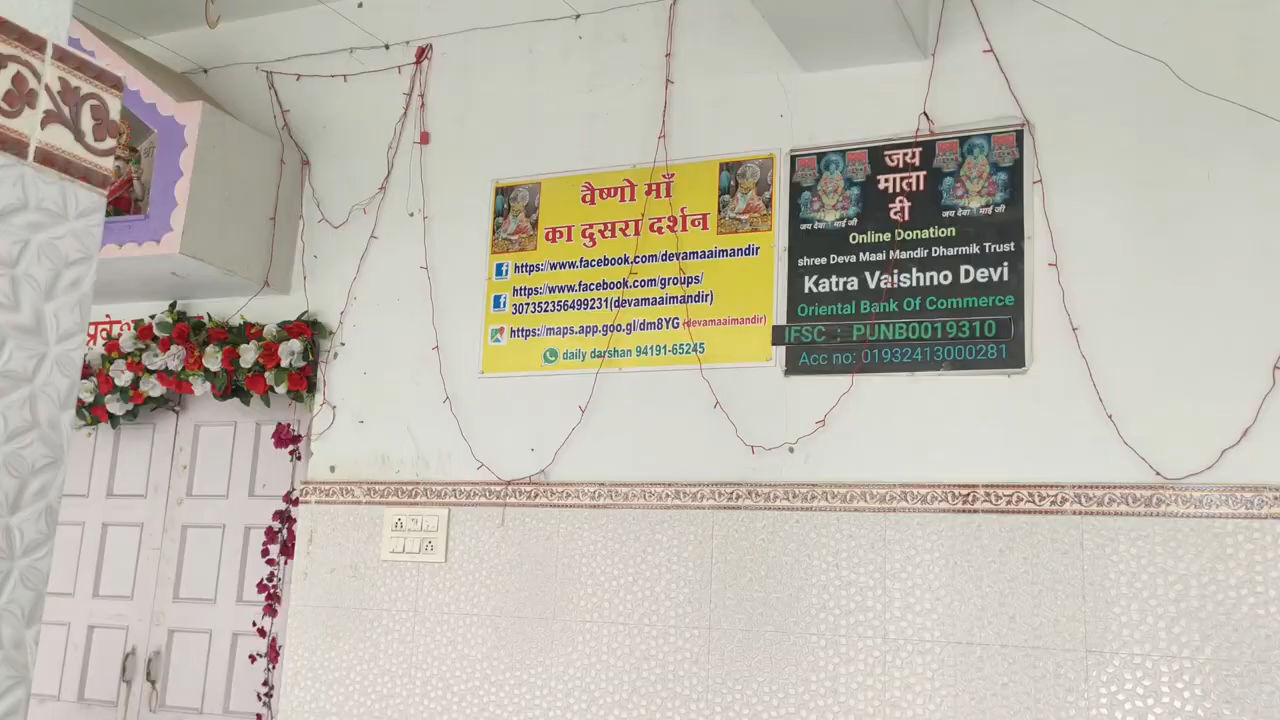 प्रवेश
वैष्णो माँ
का दुसरा दर्शन
https://www.facebook.com/devamaaimandir
https://www.facebook.com/groups/
307352356499231(devamaaimandir)
https://maps.app.goo.gl/dm8YG (devamaaimandir)
daily darshan 94191-65245
जय
माता
दी
जय देवा माई जी
जय देवा माई जी
Online Donation
shree Deva Maai Mandir Dharmik Trust
Katra Vaishno Devi
Oriental Bank Of Commerce
IFSC : PUNB0019310
Acc no: 01932413000281